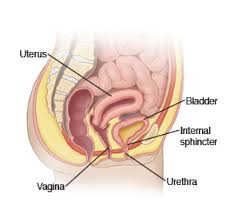 Uterus
Bladder
Internal
sphincter
Urethra
Vagina